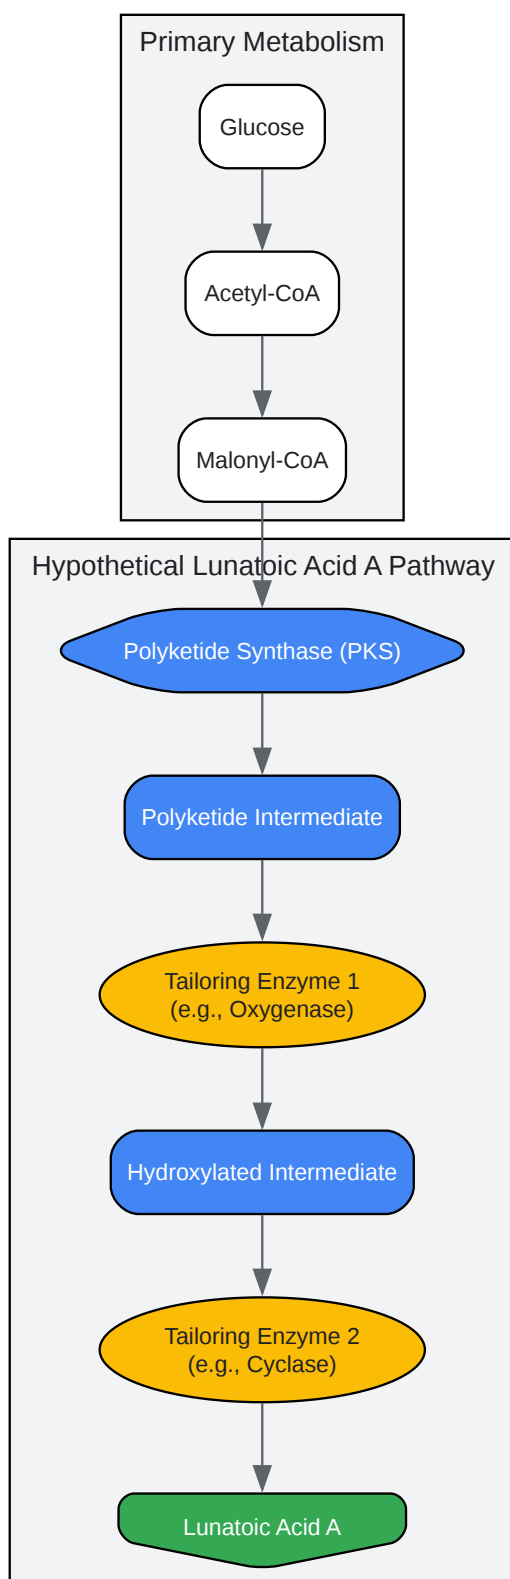 Primary Metabolism
Glucose
Acetyl-CoA
Malonyl-CoA
Hypothetical Lunatoic Acid A Pathway
Polyketide Synthase (PKS)
Polyketide Intermediate
Tailoring Enzyme 1
(e.g., Oxygenase)
Hydroxylated Intermediate
Tailoring Enzyme 2
(e.g., Cyclase)
Lunatoic Acid A